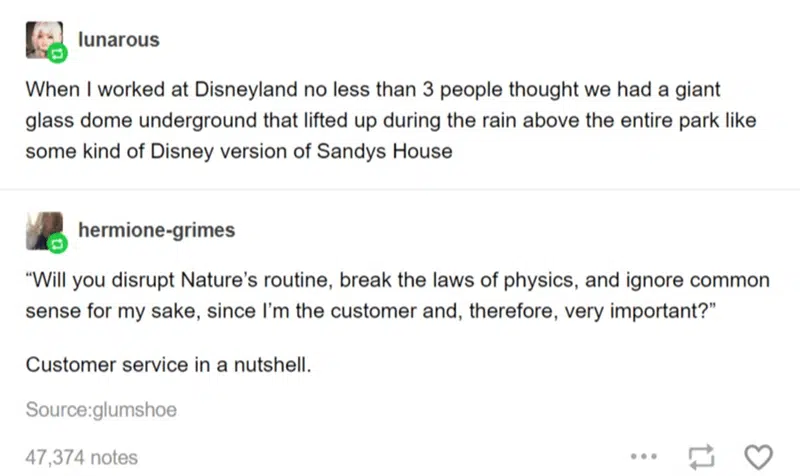 lunarous
When I worked at Disneyland no less than 3 people thought we had a giant
glass dome underground that lifted up during the rain above the entire park like
some kind of Disney version of Sandys House
hermione-grimes
“Will you disrupt Nature’s routine, break the laws of physics, and ignore common
sense for my sake, since I’m the customer and, therefore, very important?”
Customer service in a nutshell.
Source:glumshoe
47,374 notes